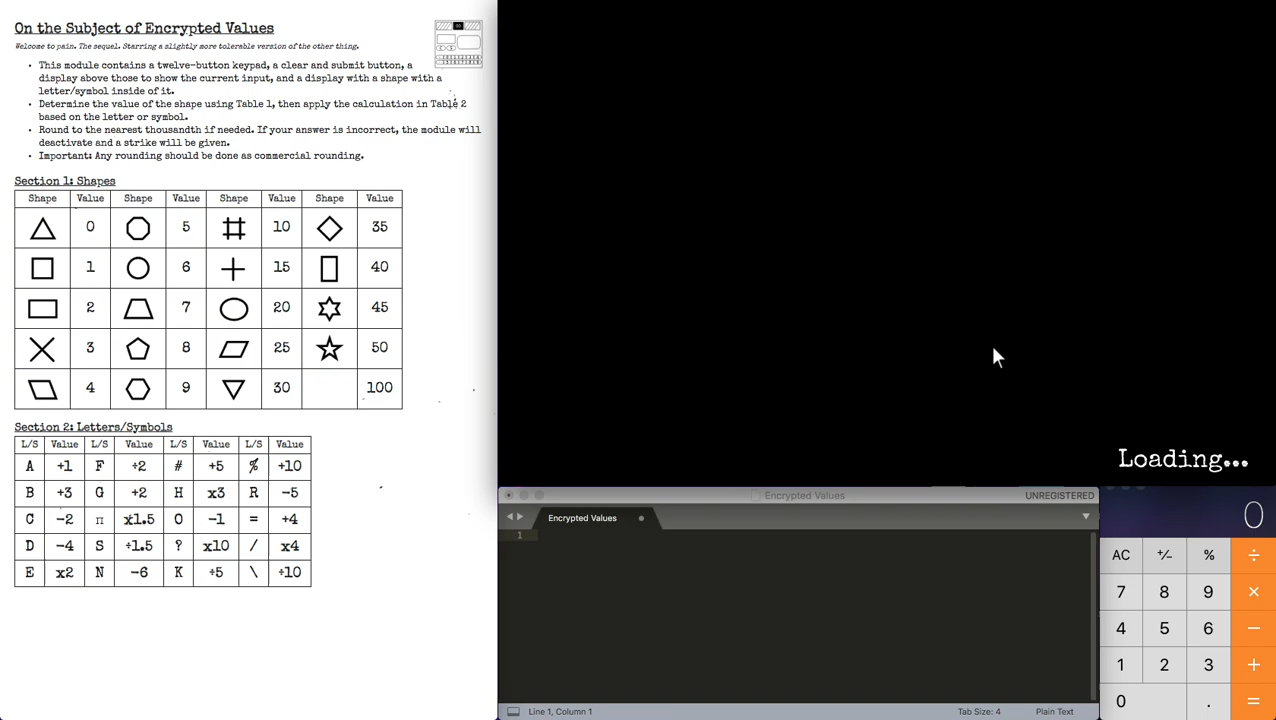 On the Subject of Encrypted Values
Welcome to pain. The sequel. Starring a slightly more tolerable version of the other thing.
• This module contains a twelve-button keypad, a clear and submit button, a
display above those to show the current input, and a display with a shape with a
letter/symbol inside of it.
• Determine the value of the shape using Table 1, then apply the calculation in Table 2
based on the letter or symbol.
• Round to the nearest thousandth if needed. If your answer is incorrect, the module will
deactivate and a strike will be given.
• Important: Any rounding should be done as commercial rounding.
Section 1: Shapes
Shape Value Shape Value Shape Value Shape Value
0 5 10 35
1 6 15 40
2 7 20 45
3 8 25 50
4 9 30 100
Section 2: Letters/Symbols
L/S Value L/S Value L/S Value L/S Value
A +1 F ÷2 # +5 % +10
B +3 G +2 H x3 R -5
C -2 π x1.5 O -1 = +4
D -4 S ÷1.5 ? x10 / x4
E x2 N -6 K ÷5 \ ÷10
Loading...
Encrypted Values UNREGISTERED
Encrypted Values
1
Line 1, Column 1 Tab Size: 4 Plain Text
0
AC +/- % ÷
7 8 9 ×
4 5 6 −
1 2 3 +
0 . =